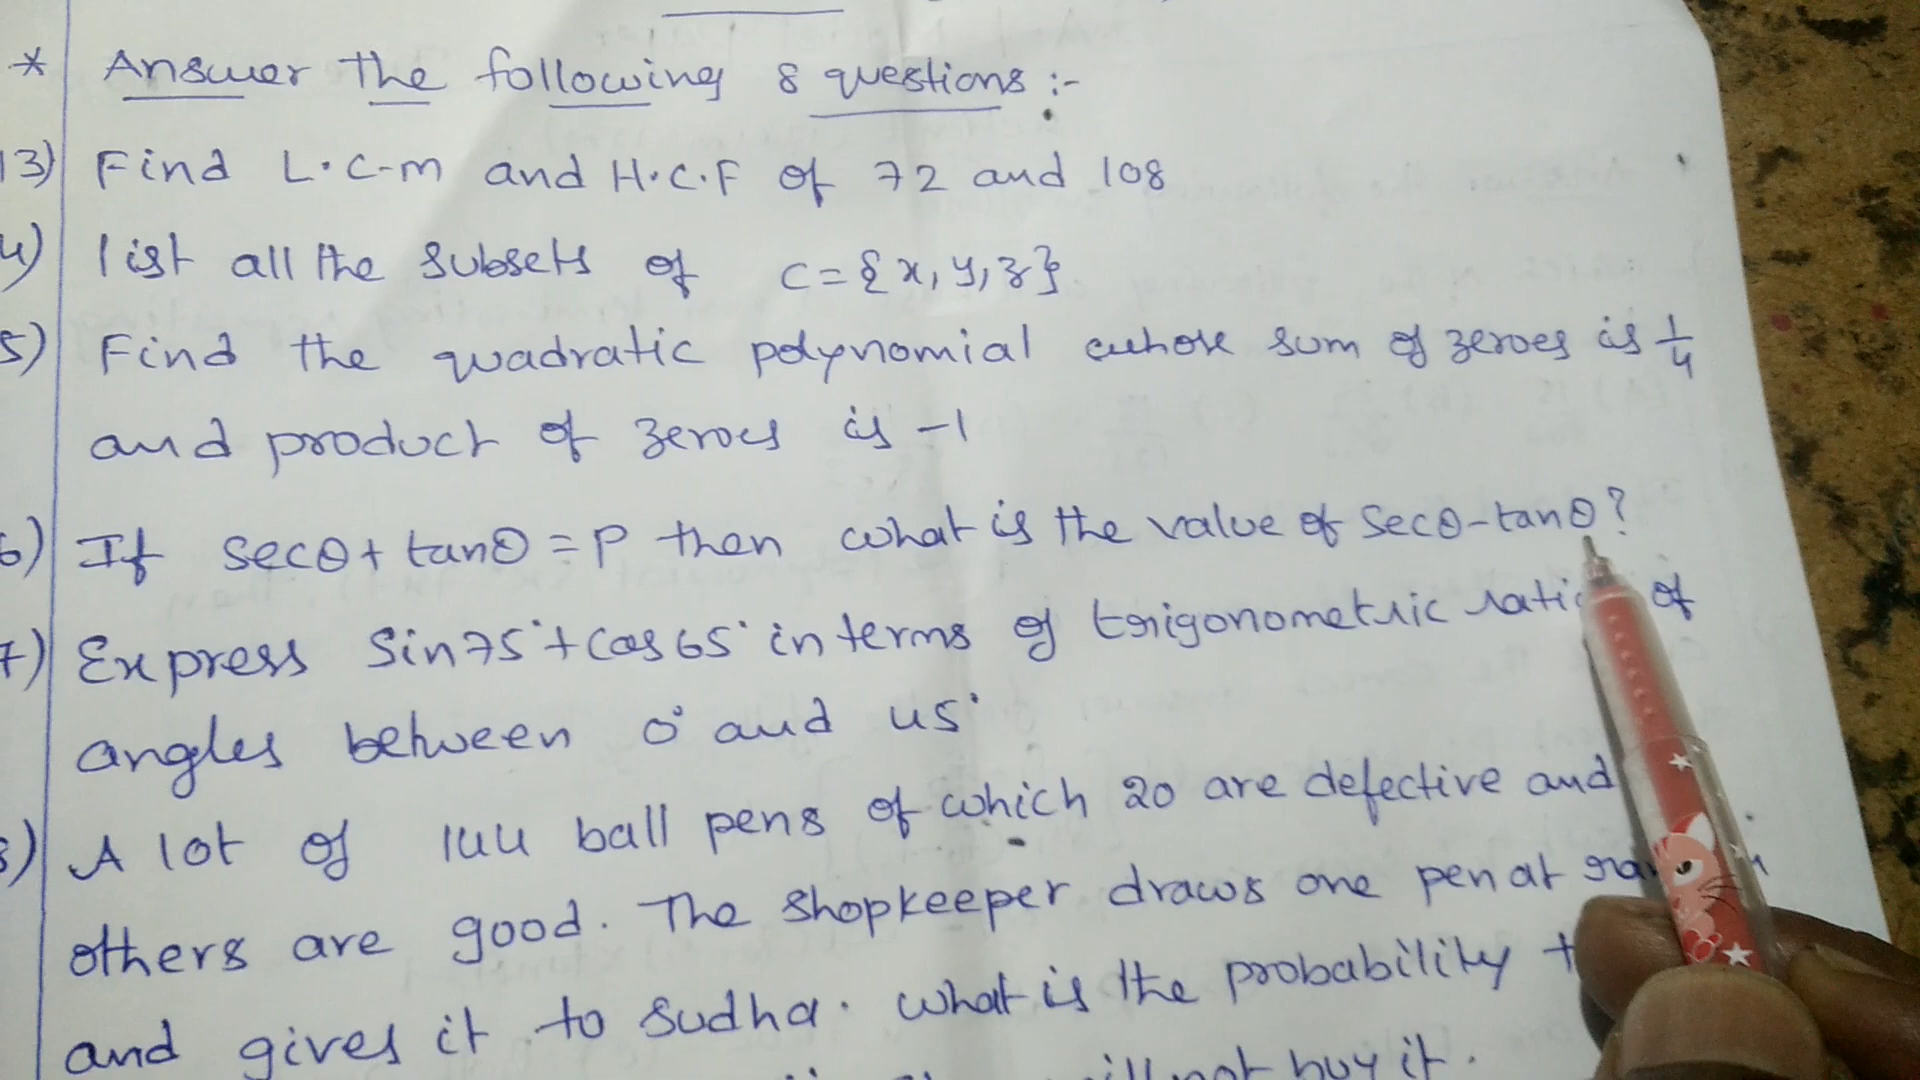 * Answer the following 8 questions :-
13) Find L.C.M and H.C.F of 72 and 108
4) list all the subsets of C = {x, y, z}
5) Find the quadratic polynomial whose sum of zeroes is 1/4
and product of zeroes is -1
6) If secθ + tanθ = P then what is the value of secθ - tanθ?
7) Express Sin75° + Cos65° in terms of trigonometric ratio of
angles between 0° and 45°
8) A lot of 144 ball pens of which 20 are defective and
others are good. The shopkeeper draws one pen at
and gives it to Sudha. What is the probability
not buy it.